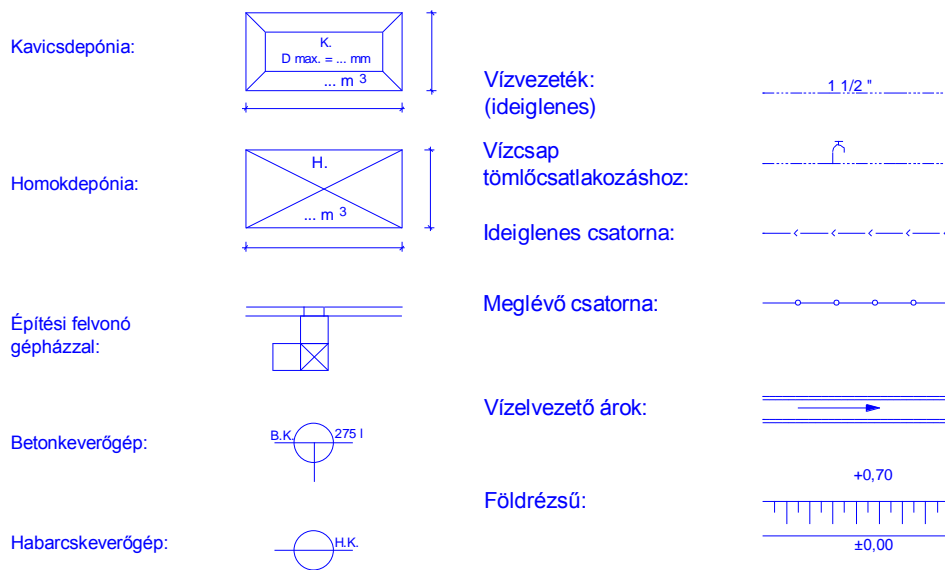 Kavicsdepónia:
K.
D max. = ... mm
... m 3
Homokdepónia:
H.
... m 3
Építési felvonó
gépházzal:
Betonkeverőgép:
B.K.
275 l
Habarcskeverőgép:
H.K.
Vízvezeték:
(ideiglenes)
1 1/2 "
Vízcsap
tömlőcsatlakozáshoz:
Ideiglenes csatorna:
Meglévő csatorna:
Vízelvezető árok:
Földrézsű:
+0,70
±0,00